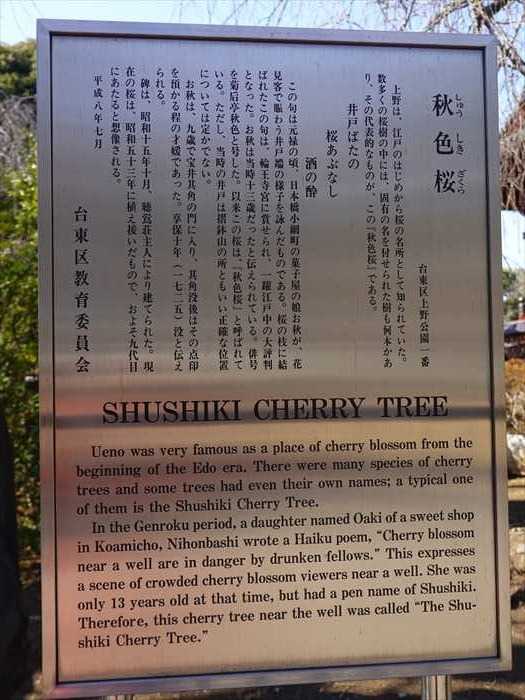 秋色桜
しゅう しき ざくら
台東区上野公園一番
上野は、江戸のはじめから桜の名所として知られていた。
数多くの桜樹の中には、固有の名を付せられた樹も何本かあ
り、その代表的なものが、この『秋色桜』である。
井戸ばたの
桜あぶなし
酒の酔
この句は元禄の頃、日本橋小網町の菓子屋の娘お秋が、花
見客で賑わう井戸端の様子を詠んだものである。桜の枝に結
ばれたこの句は、輪王寺宮に賞せられ、一躍江戸中の大評判
となった。お秋は当時十三歳だったと伝えられている。俳号
を菊后亭秋色と号した。以来この桜は、『秋色桜』と呼ばれて
いる。ただし、当時の井戸は摺鉢山の所ともいい正確な位置
については定かでない。
お秋は、九歳で宝井其角の門に入り、其角没後はその点印
を預かる程の才媛であった。享保十年（一七二五）没と伝え
られる。
碑は、昭和十五年十月、聴鶯荘主人により建てられた。現
在の桜は、昭和五十三年に植え接いだもので、およそ九代目
にあたると想像される。
平成八年七月
台東区教育委員会
SHUSHIKI CHERRY TREE
Ueno was very famous as a place of cherry blossom from the
beginning of the Edo era. There were many species of cherry
trees and some trees had even their own names; a typical one
of them is the Shushiki Cherry Tree.
In the Genroku period, a daughter named Oaki of a sweet shop
in Koamicho, Nihonbashi wrote a Haiku poem, “Cherry blossom
near a well are in danger by drunken fellows.” This expresses
a scene of crowded cherry blossom viewers near a well. She was
only 13 years old at that time, but had a pen name of Shushiki.
Therefore, this cherry tree near the well was called “The Shu-
shiki Cherry Tree.”